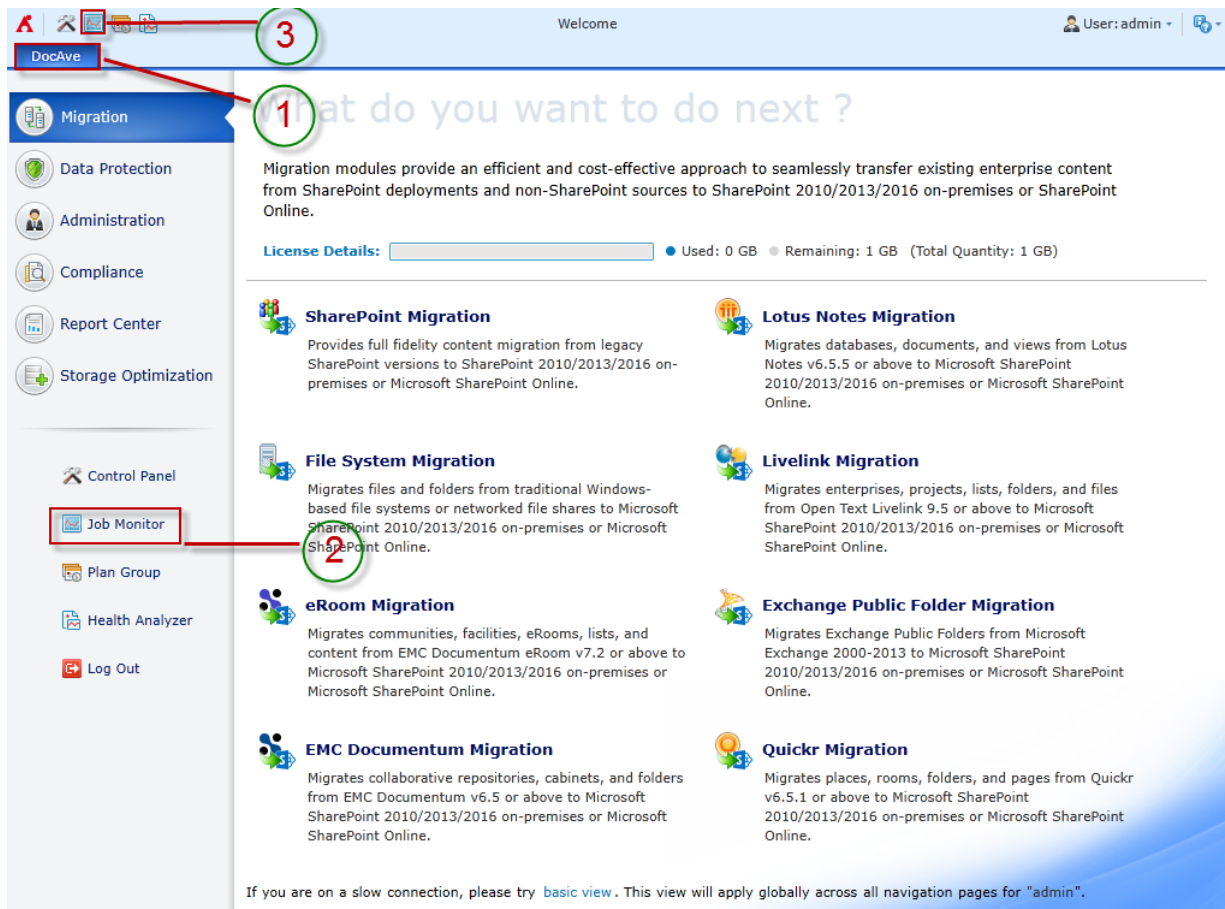 Welcome
User: admin
3
DocAve
1
What do you want to do next ?
Migration
Data Protection
Administration
Compliance
Report Center
Storage Optimization
Control Panel
Job Monitor
2
Plan Group
Health Analyzer
Log Out
Migration modules provide an efficient and cost-effective approach to seamlessly transfer existing enterprise content
from SharePoint deployments and non-SharePoint sources to SharePoint 2010/2013/2016 on-premises or SharePoint
Online.
License Details: Used: 0 GB Remaining: 1 GB (Total Quantity: 1 GB)
SharePoint Migration
Provides full fidelity content migration from legacy
SharePoint versions to SharePoint 2010/2013/2016 on-
premises or Microsoft SharePoint Online.
Lotus Notes Migration
Migrates databases, documents, and views from Lotus
Notes v6.5.5 or above to Microsoft SharePoint
2010/2013/2016 on-premises or Microsoft SharePoint
Online.
File System Migration
Migrates files and folders from traditional Windows-
based file systems or networked file shares to Microsoft
SharePoint 2010/2013/2016 on-premises or Microsoft
SharePoint Online.
Livelink Migration
Migrates enterprises, projects, lists, folders, and files
from Open Text Livelink 9.5 or above to Microsoft
SharePoint 2010/2013/2016 on-premises or Microsoft
SharePoint Online.
eRoom Migration
Migrates communities, facilities, eRooms, lists, and
content from EMC Documentum eRoom v7.2 or above to
Microsoft SharePoint 2010/2013/2016 on-premises or
Microsoft SharePoint Online.
Exchange Public Folder Migration
Migrates Exchange Public Folders from Microsoft
Exchange 2000-2013 to Microsoft SharePoint
2010/2013/2016 on-premises or Microsoft SharePoint
Online.
EMC Documentum Migration
Migrates collaborative repositories, cabinets, and folders
from EMC Documentum v6.5 or above to Microsoft
SharePoint 2010/2013/2016 on-premises or Microsoft
SharePoint Online.
Quickr Migration
Migrates places, rooms, folders, and pages from Quickr
v6.5.1 or above to Microsoft SharePoint
2010/2013/2016 on-premises or Microsoft SharePoint
Online.
If you are on a slow connection, please try basic view. This view will apply globally across all navigation pages for "admin".